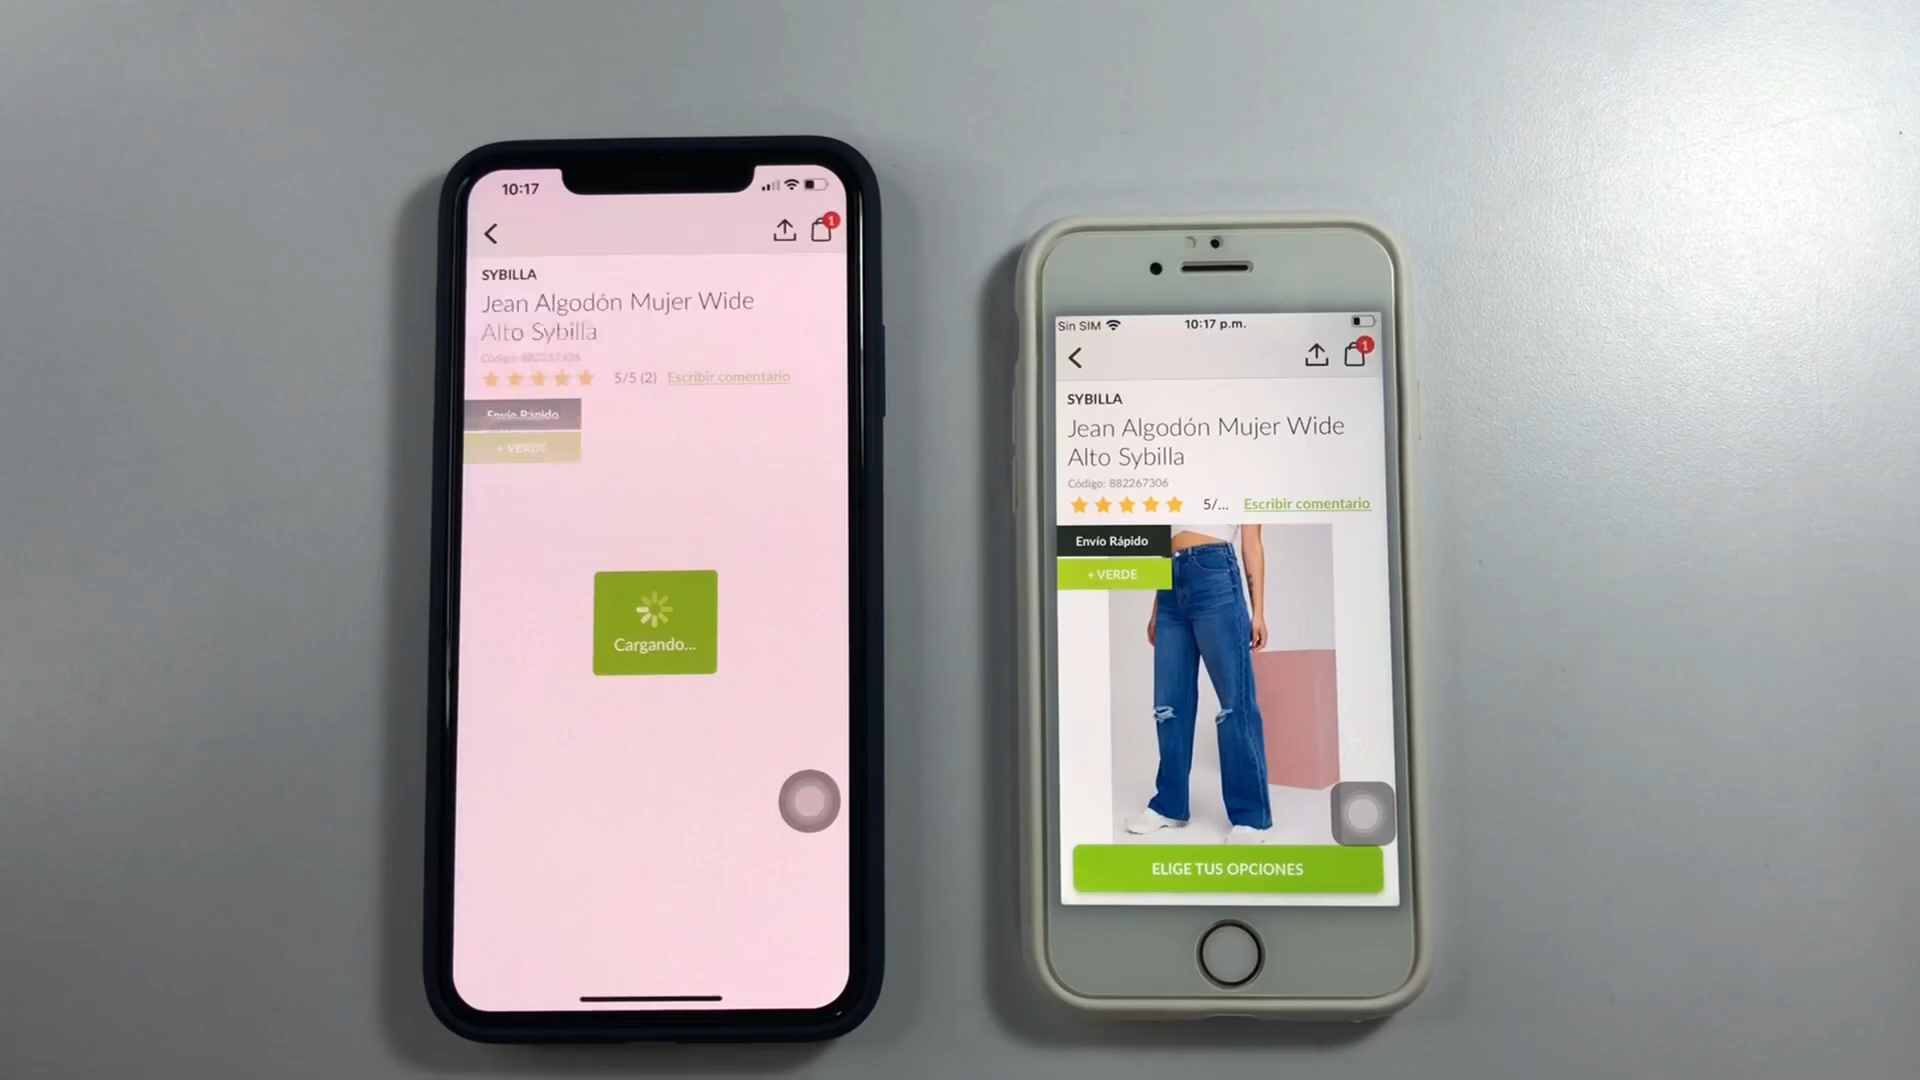 10:17
1
SYBILLA
Jean Algodón Mujer Wide
Alto Sybilla
5/5 (2) Escribir comentario
Envío Rápido
+ VERDE
Cargando...
Sin SIM 10:17 p.m.
1
SYBILLA
Jean Algodón Mujer Wide
Alto Sybilla
Código: 882267306
5/... Escribir comentario
Envío Rápido
+ VERDE
ELIGE TUS OPCIONES